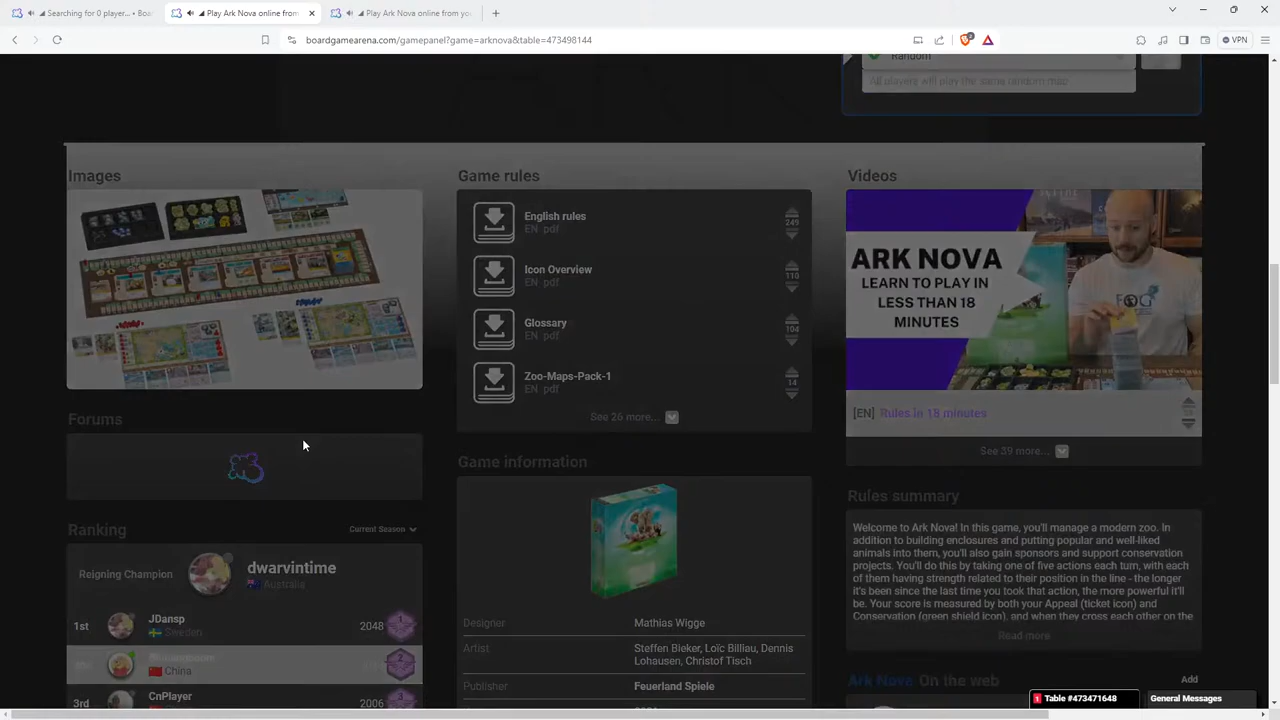 Searching for 0 player... • Boa
Play Ark Nova online from
Play Ark Nova online from yo
boardgamearena.com/gamepanel?game=arknova&table=473498144
VPN
Random
All players will play the same random map
Images
Game rules
Videos
English rules
EN pdf
249
Icon Overview
EN pdf
110
Glossary
EN pdf
104
Zoo-Maps-Pack-1
EN pdf
14
See 26 more...
ARK NOVA
LEARN TO PLAY IN
LESS THAN 18
MINUTES
FOG
[EN] Rules in 18 minutes
See 39 more...
Forums
Ranking
Current Season
Reigning Champion
dwarvintime
Australia
1st
JDansp
Sweden
2048
China
3rd
CnPlayer
2006
Game information
Designer
Mathias Wigge
Artist
Steffen Bieker, Loïc Billiau, Dennis
Lohausen, Christof Tisch
Publisher
Feuerland Spiele
Rules summary
Welcome to Ark Nova! In this game, you'll manage a modern zoo. In
addition to building enclosures and putting popular and well-liked
animals into them, you'll also gain sponsors and support conservation
projects. You'll do this by taking one of five actions each turn, with each
of them having strength related to their position in the line - the longer
it's been since the last time you took that action, the more powerful it'll
be. Your score is measured by both your Appeal (ticket icon) and
Conservation (green shield icon), and when they cross each other on the
Read more
Ark Nova On the web
Add
1 Table #473471648
General Messages